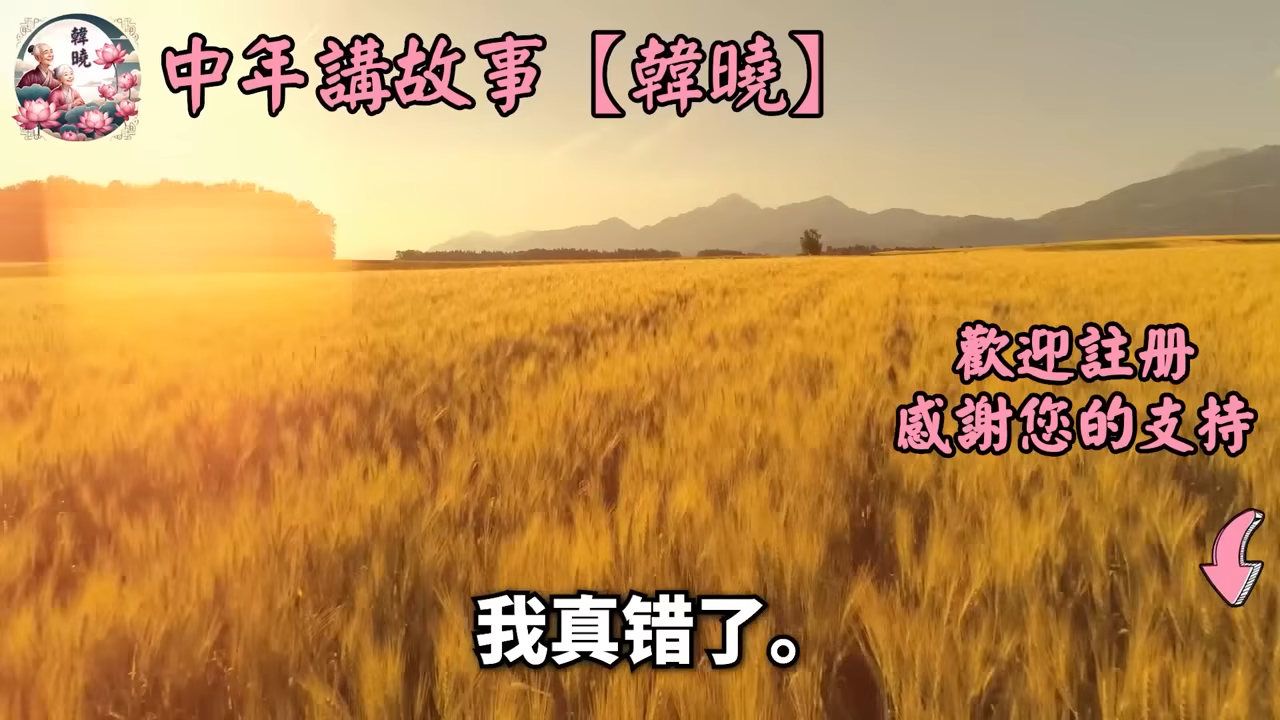 韓
曉
中年講故事【韓曉】
歡迎註册
感謝您的支持
我真错了。